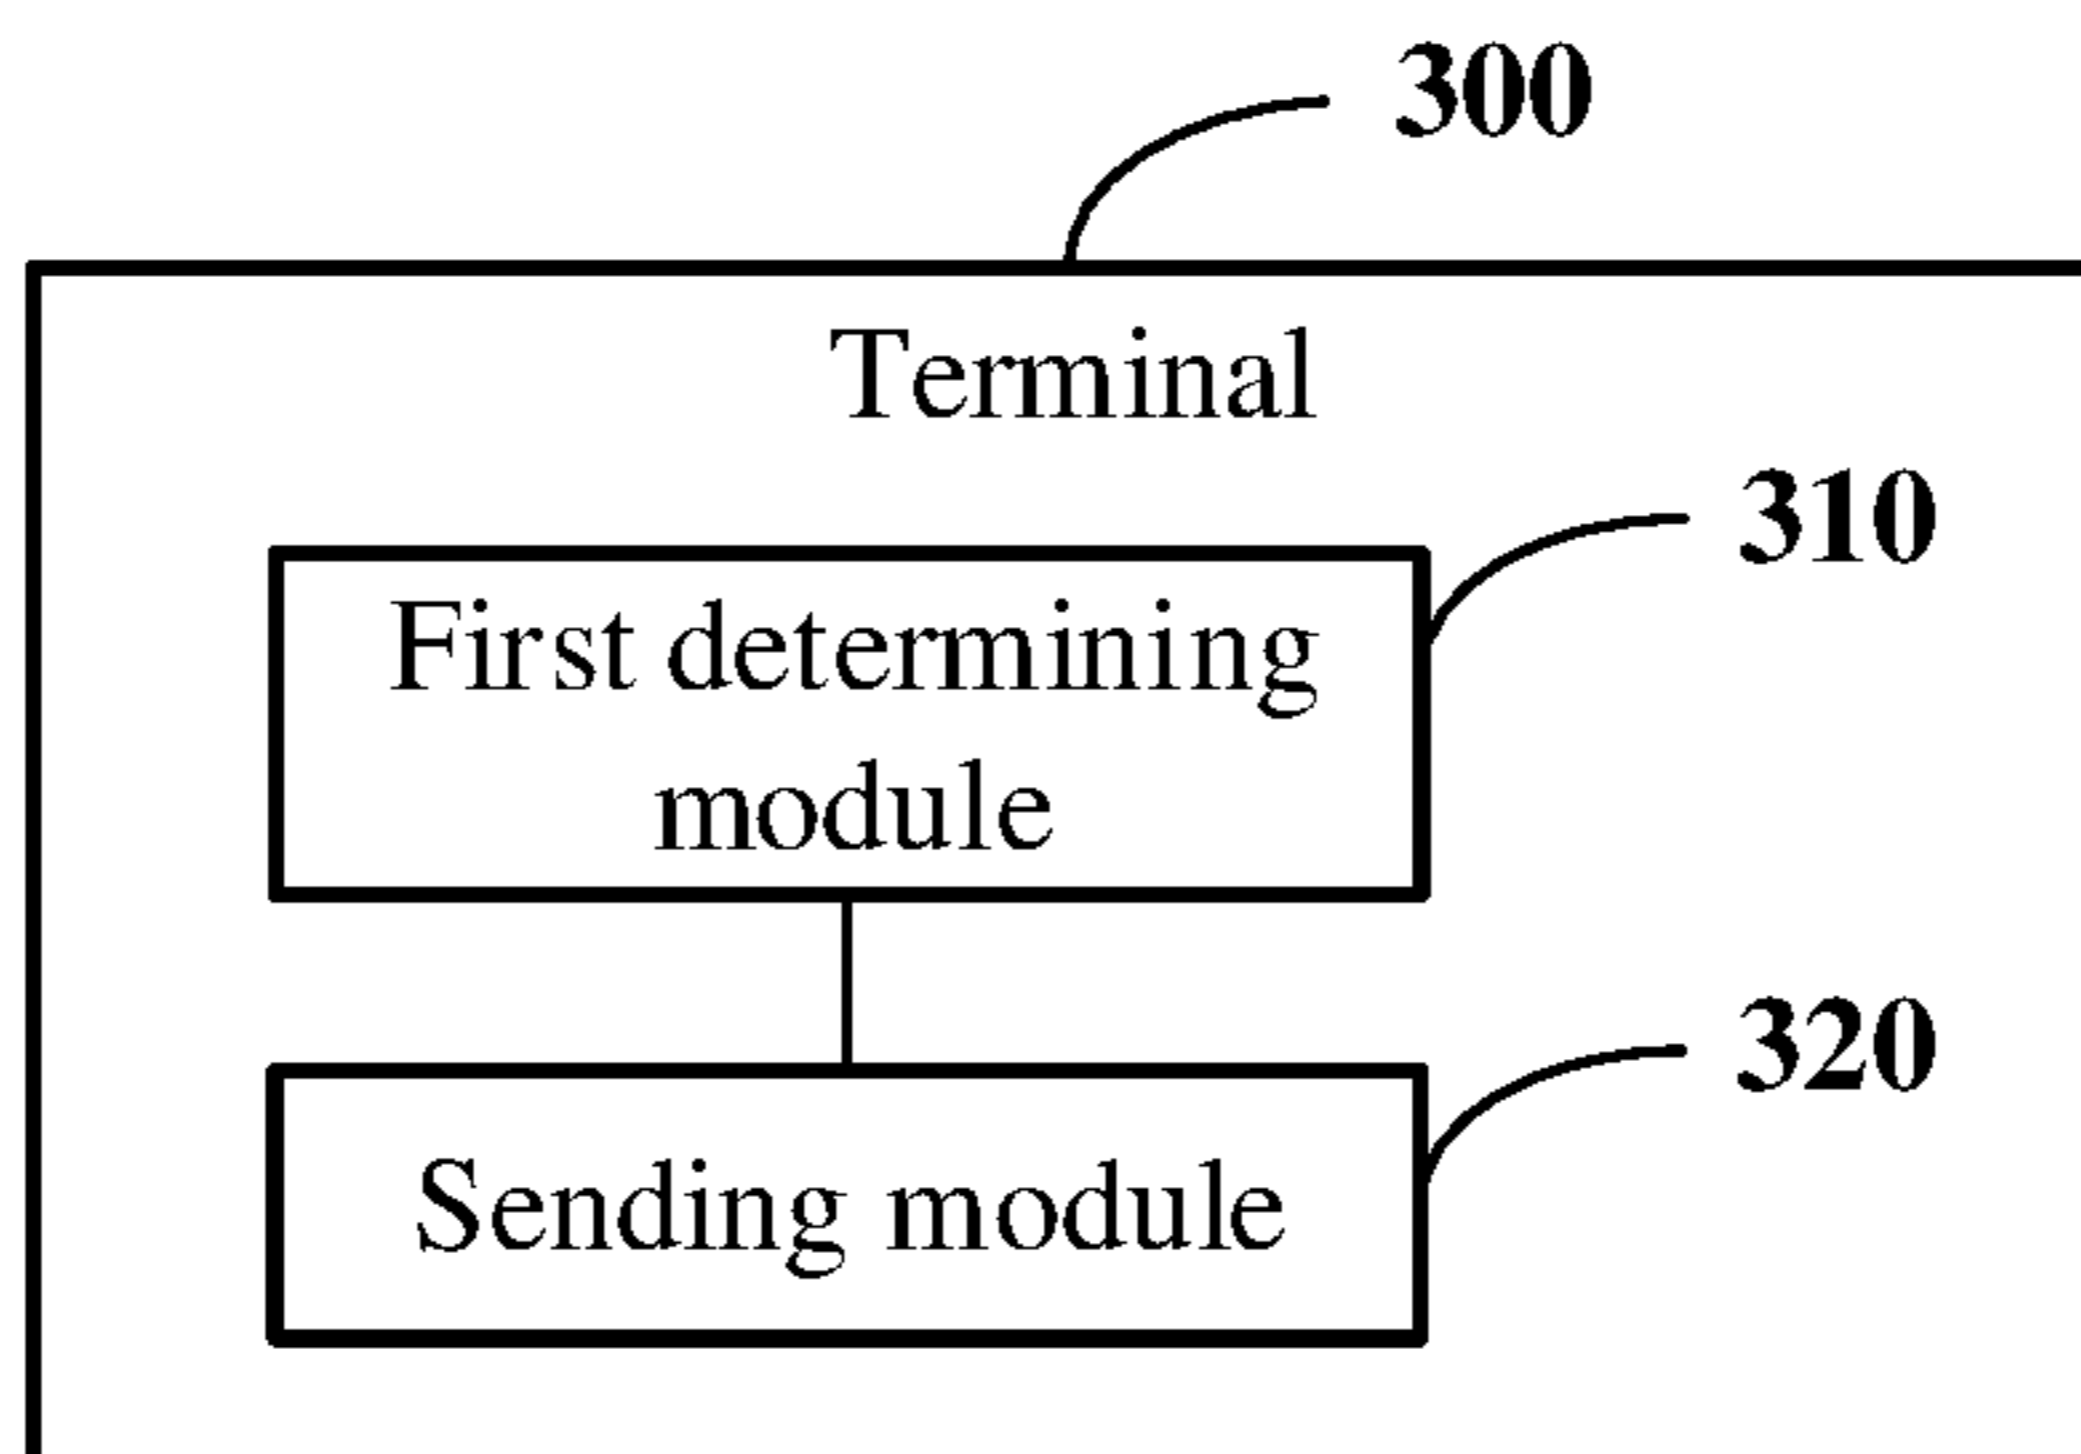 300
Terminal
310
First determining
module
320
Sending module